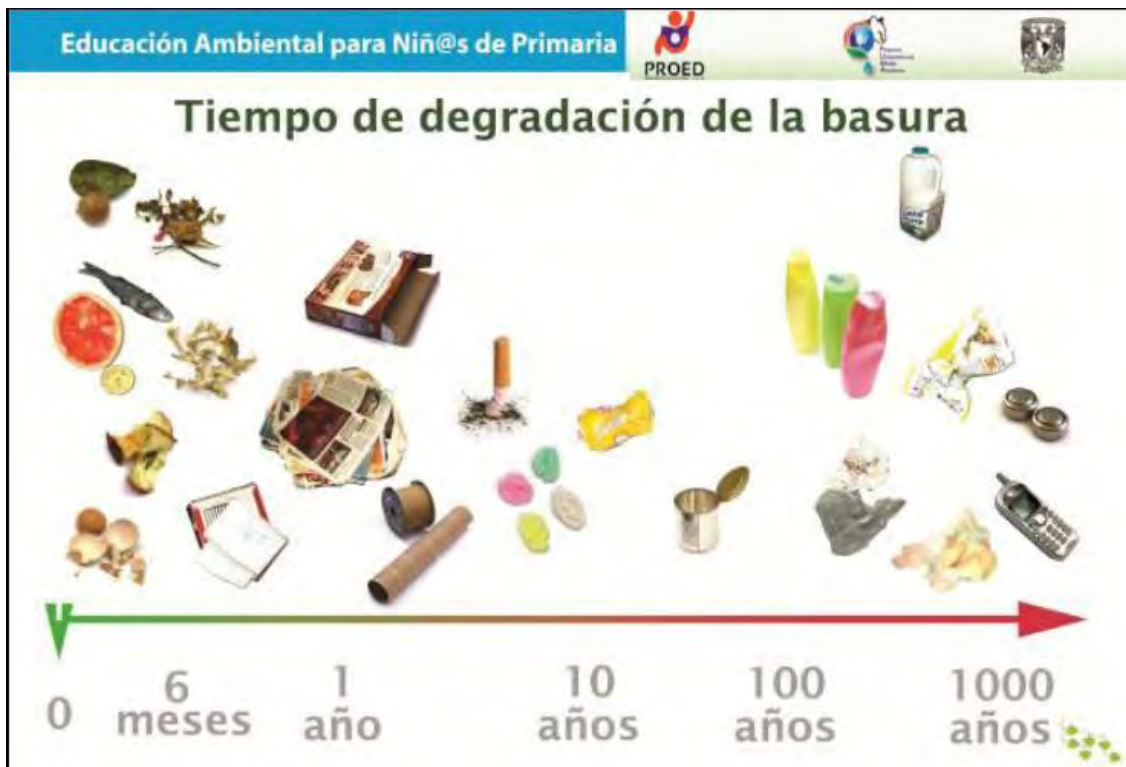 Educación Ambiental para Niñ@s de Primaria
PROED
Tiempo de degradación de la basura
0
6
meses
1
año
10
años
100
años
1000
años